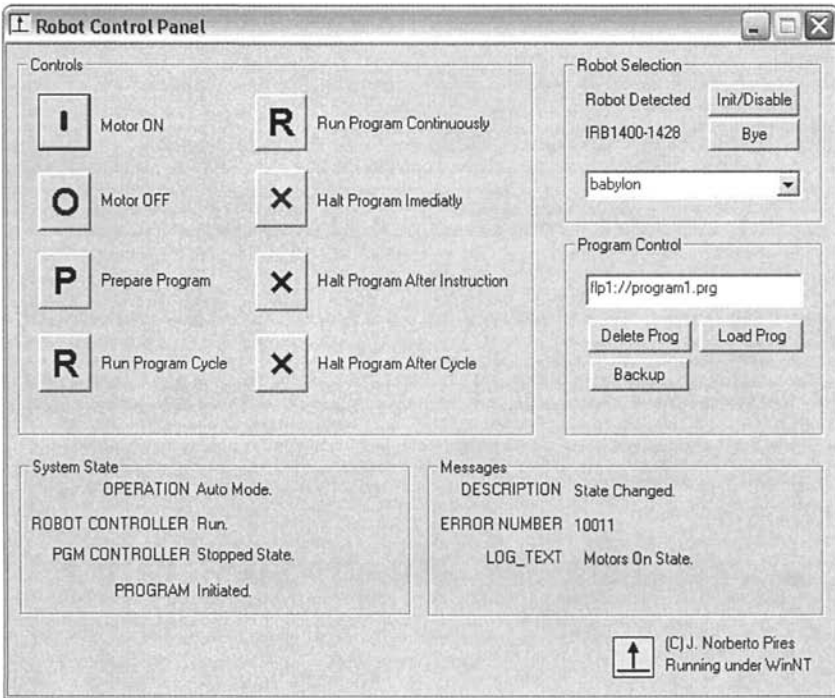 Robot Control Panel
Controls
I
Motor ON
R
Run Program Continuously
O
Motor OFF
X
Halt Program Imediatly
P
Prepare Program
X
Halt Program After Instruction
R
Run Program Cycle
X
Halt Program After Cycle
Robot Selection
Robot Detected
Init/Disable
IRB1400-1428
Bye
babylon
Program Control
flp1://program1.prg
Delete Prog
Load Prog
Backup
System State
OPERATION Auto Mode.
ROBOT CONTROLLER Run.
PGM CONTROLLER Stopped State.
PROGRAM Initiated.
Messages
DESCRIPTION State Changed.
ERROR NUMBER 10011
LOG_TEXT Motors On State.
(C) J. Norberto Pires
Running under WinNT